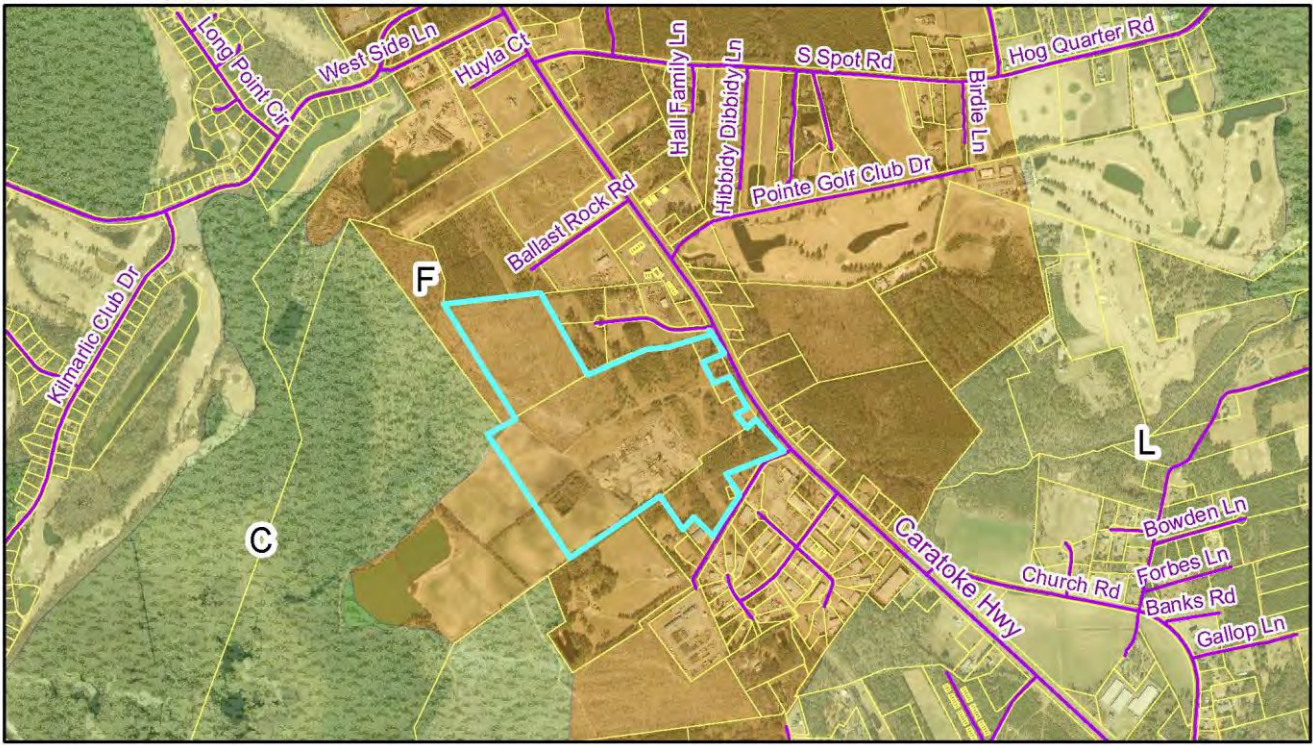 Long Point Cir
West Side Ln
Huyla Ct
Hall Family Ln
Hibbidy Dibbidy Ln
S Spot Rd
Birdie Ln
Hog Quarter Rd
Pointe Golf Club Dr
Ballast Rock Rd
Kilmarlic Club Dr
F
C
L
Caratoke Hwy
Church Rd
Bowden Ln
Forbes Ln
Banks Rd
Gallop Ln